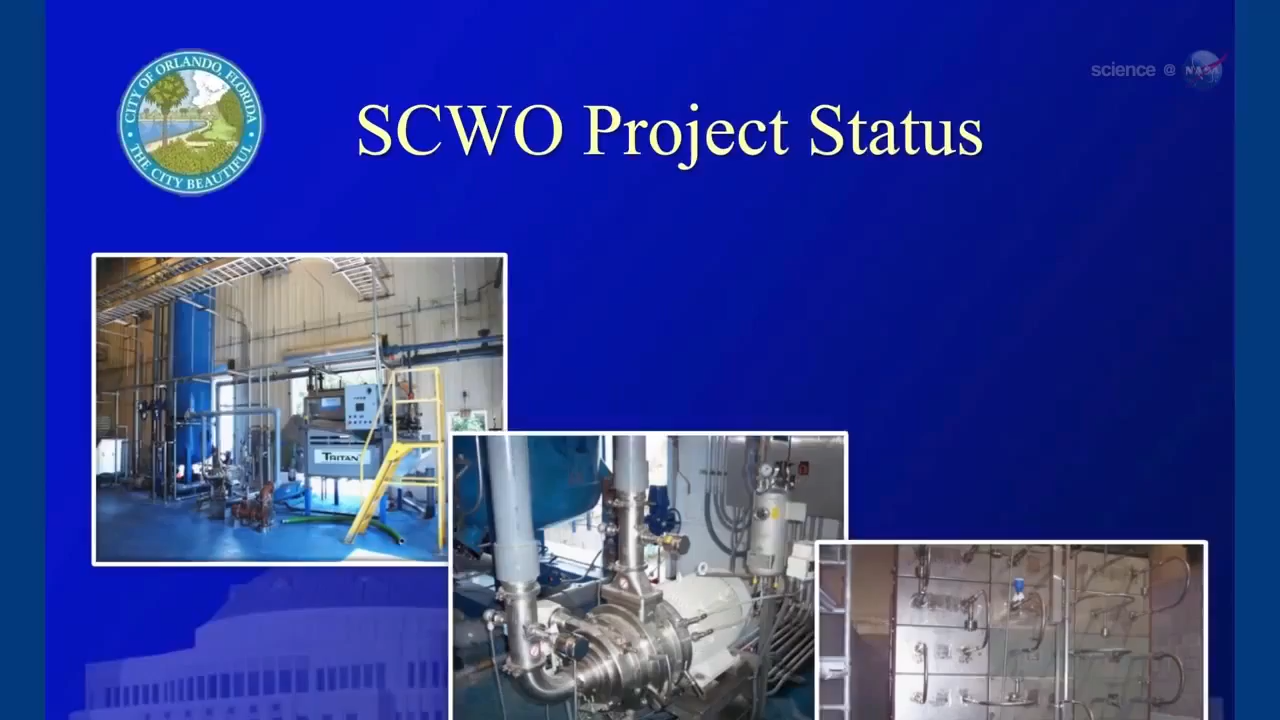 science @ NASA
CITY OF ORLANDO, FLORIDA
THE CITY BEAUTIFUL
SCWO Project Status
TRITAN